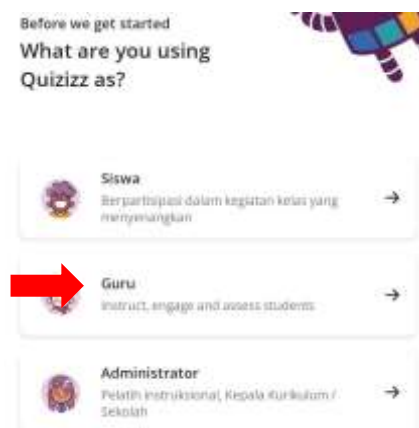 Before we get started
What are you using
Quizizz as?
Siswa
Berpartisipasi dalam kegiatan kelas yang
menyenangkan
Guru
Instruct, engage and assess students
Administrator
Pelatih instruksional, Kepala Kurikulum /
Sekolah